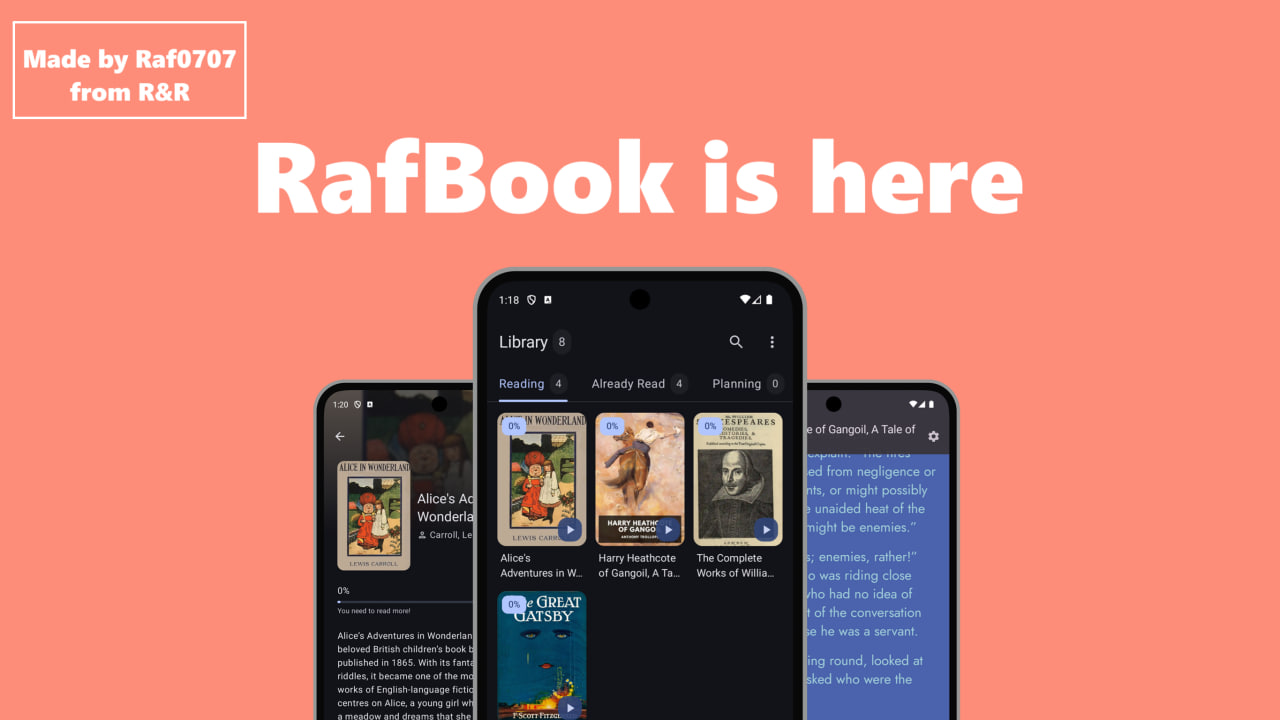 Made by Raf0707
from R&R
RafBook is here
1:18
Library 8
Reading 4 Already Read 4 Planning 0
0%
ALICE IN WONDERLAND
LEWIS CARROLL
0%
HARRY HEATHCOTE
OF GANGOIL
ANTHONY TROLLOPE
0%
SHAKESPEARES
COMEDIES,
HISTORIES, &
TRAGEDIES.
Alice's
Adventures in W...
Harry Heathcote
of Gangoil, A Ta...
The Complete
Works of Willia...
0%
GREAT
GATSBY
F·SCOTT FITZGE
1:20
ALICE IN WONDERLAND
LEWIS CARROLL
Alice's Ad
Wonderla
Carroll, Le
0%
You need to read more!
Alice's Adventures in Wonderlan
beloved British children's book b
published in 1865. With its fanta
riddles, it became one of the mo
works of English-language fictio
centres on Alice, a young girl wh
a meadow and dreams that she
e of Gangoil, A Tale of
explain. "The fires
ed from negligence or
nts, or might possibly
e unaided heat of the
might be enemies."
s; enemies, rather!"
o was riding close
who had no idea of
t of the conversation
se he was a servant.
ing round, looked at
sked who were the